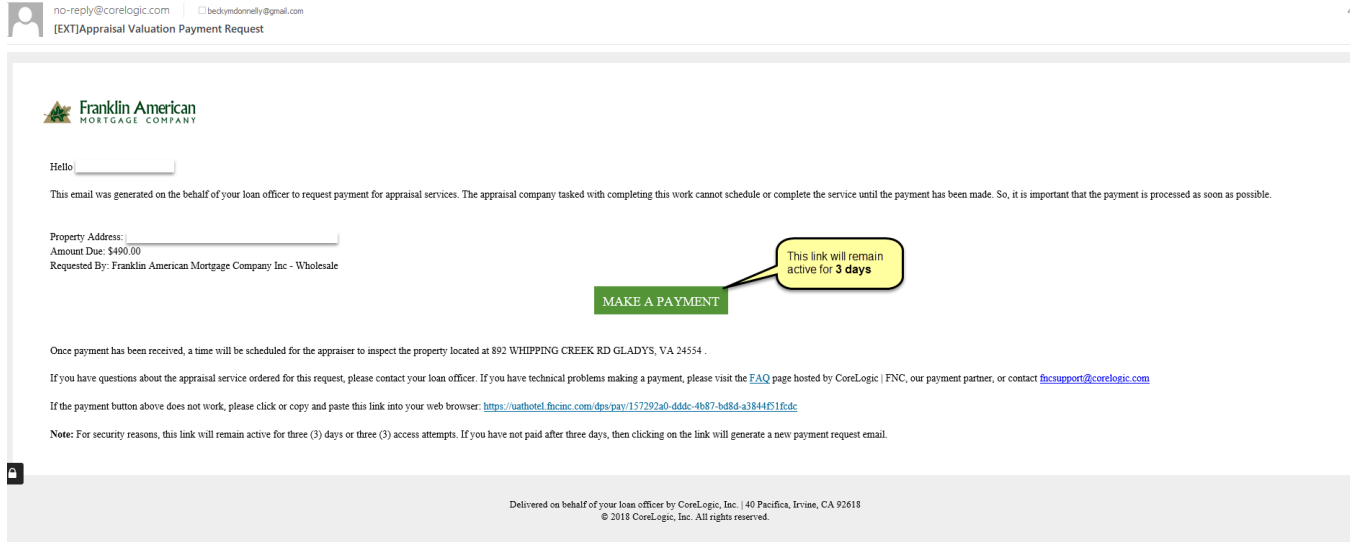 no-reply@corelogic.com beckymdonnelly@gmail.com
[EXT]Appraisal Valuation Payment Request
Franklin American
MORTGAGE COMPANY
Hello
This email was generated on the behalf of your loan officer to request payment for appraisal services. The appraisal company tasked with completing this work cannot schedule or complete the service until the payment has been made. So, it is important that the payment is processed as soon as possible.
Property Address:
Amount Due: $490.00
Requested By: Franklin American Mortgage Company Inc - Wholesale
This link will remain
active for 3 days
MAKE A PAYMENT
Once payment has been received, a time will be scheduled for the appraiser to inspect the property located at 892 WHIPPING CREEK RD GLADYS, VA 24554 .
If you have questions about the appraisal service ordered for this request, please contact your loan officer. If you have technical problems making a payment, please visit the FAQ page hosted by CoreLogic | FNC, our payment partner, or contact fncsupport@corelogic.com
If the payment button above does not work, please click or copy and paste this link into your web browser: https://uathotel.fncinc.com/dps/pay/157292a0-dddc-4b87-bd8d-a3844f51fcdc
Note: For security reasons, this link will remain active for three (3) days or three (3) access attempts. If you have not paid after three days, then clicking on the link will generate a new payment request email.
Delivered on behalf of your loan officer by CoreLogic, Inc. | 40 Pacifica, Irvine, CA 92618
© 2018 CoreLogic, Inc. All rights reserved.